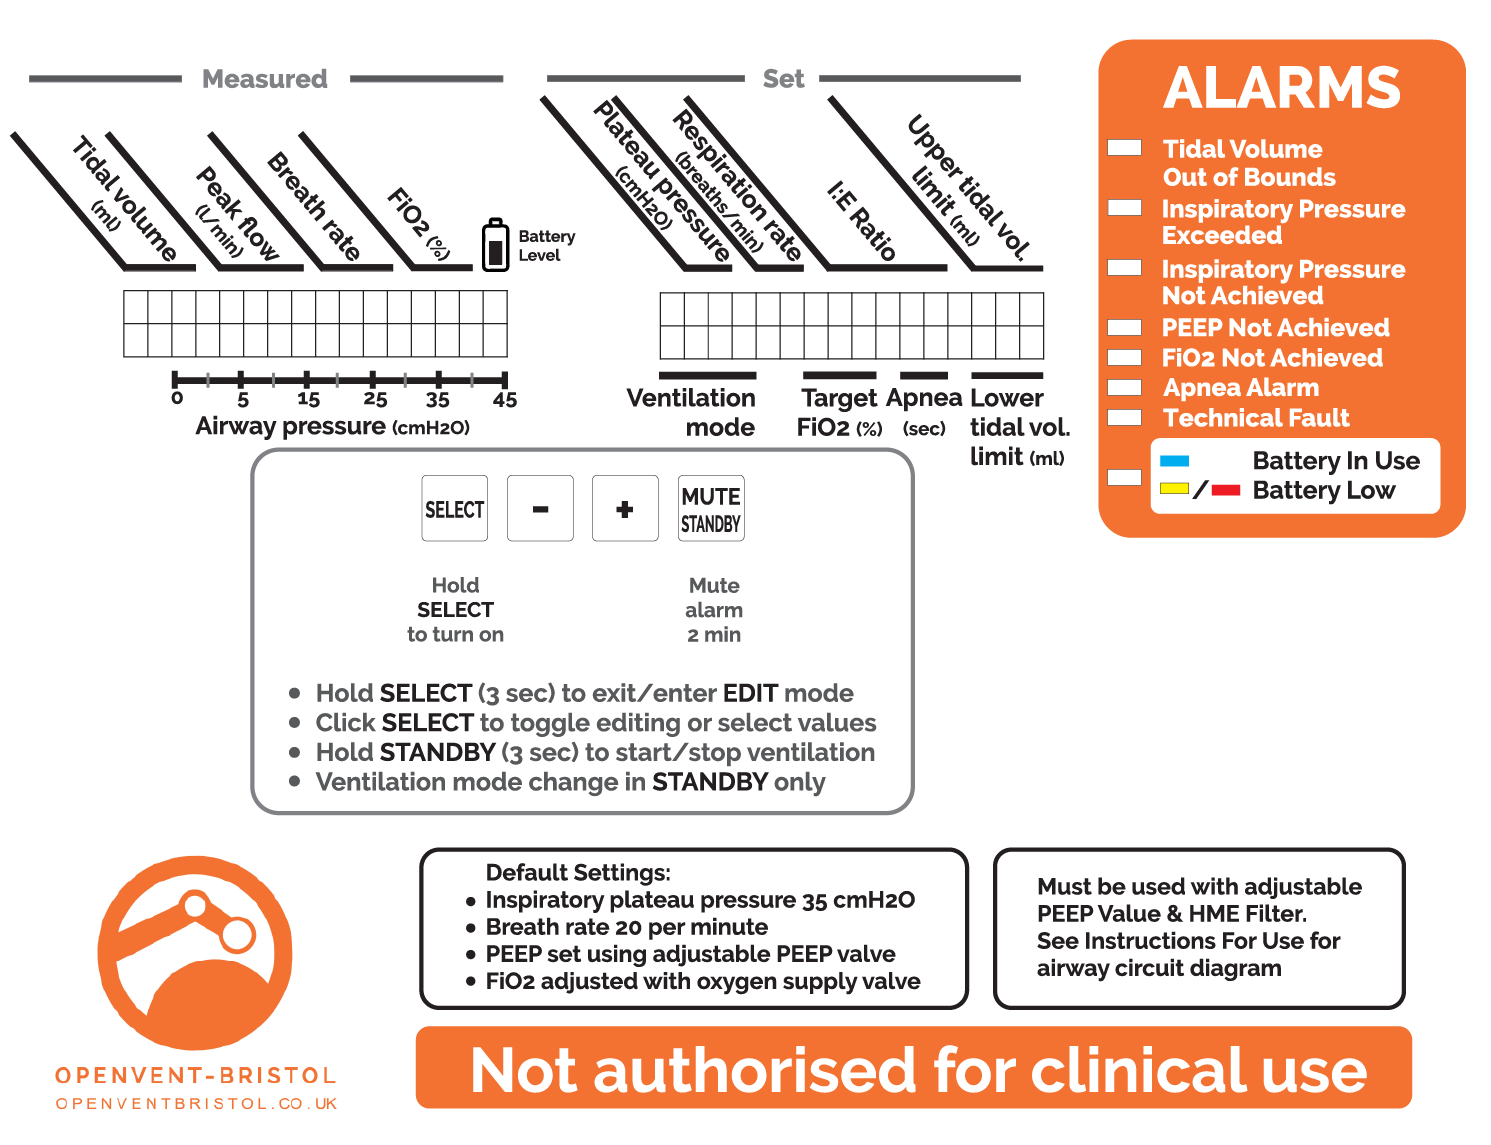 Measured
Tidal volume
(ml)
Peak flow
(l/min)
Breath rate
FiO2 (%)
Battery
Level
0 5 15 25 35 45
Airway pressure (cmH2O)
Set
Plateau pressure
(cmH2O)
Respiration rate
(breaths/min)
I:E Ratio
Upper tidal vol.
limit (ml)
Ventilation
mode
Target
FiO2 (%)
Apnea
(sec)
Lower
tidal vol.
limit (ml)
ALARMS
Tidal Volume
Out of Bounds
Inspiratory Pressure
Exceeded
Inspiratory Pressure
Not Achieved
PEEP Not Achieved
FiO2 Not Achieved
Apnea Alarm
Technical Fault
Battery In Use
/ Battery Low
SELECT
-
+
MUTE
STANDBY
Hold
SELECT
to turn on
Mute
alarm
2 min
• Hold SELECT (3 sec) to exit/enter EDIT mode
• Click SELECT to toggle editing or select values
• Hold STANDBY (3 sec) to start/stop ventilation
• Ventilation mode change in STANDBY only
Default Settings:
• Inspiratory plateau pressure 35 cmH2O
• Breath rate 20 per minute
• PEEP set using adjustable PEEP valve
• FiO2 adjusted with oxygen supply valve
Must be used with adjustable
PEEP Value & HME Filter.
See Instructions For Use for
airway circuit diagram
OPENVENT-BRISTOL
OPENVENTBRISTOL.CO.UK
Not authorised for clinical use